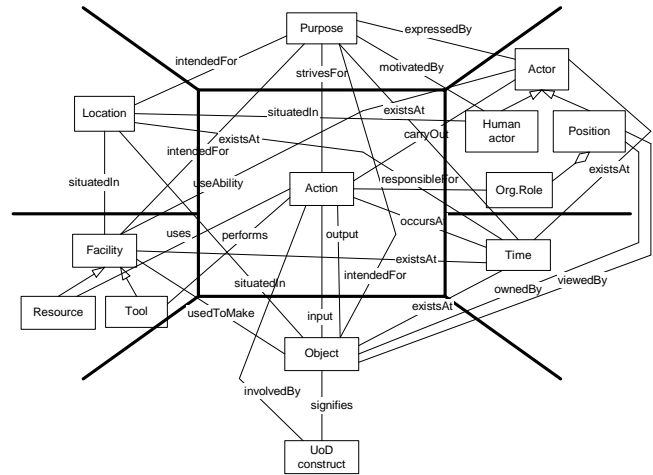 Purpose
expressedBy
intendedFor
strivesFor
motivatedBy
Actor
Location
situatedIn
existsAt
carryOut
Human
actor
Position
existsAt
intendedFor
existsAt
situatedIn
useAbility
Action
responsibleFor
Org.Role
uses
performs
output
occursA
Facility
existsAt
Time
situatedIn
intendedFor
viewedBy
ownedBy
Resource
Tool
usedToMake
input
existsAt
Object
involvedBy
signifies
UoD
construct